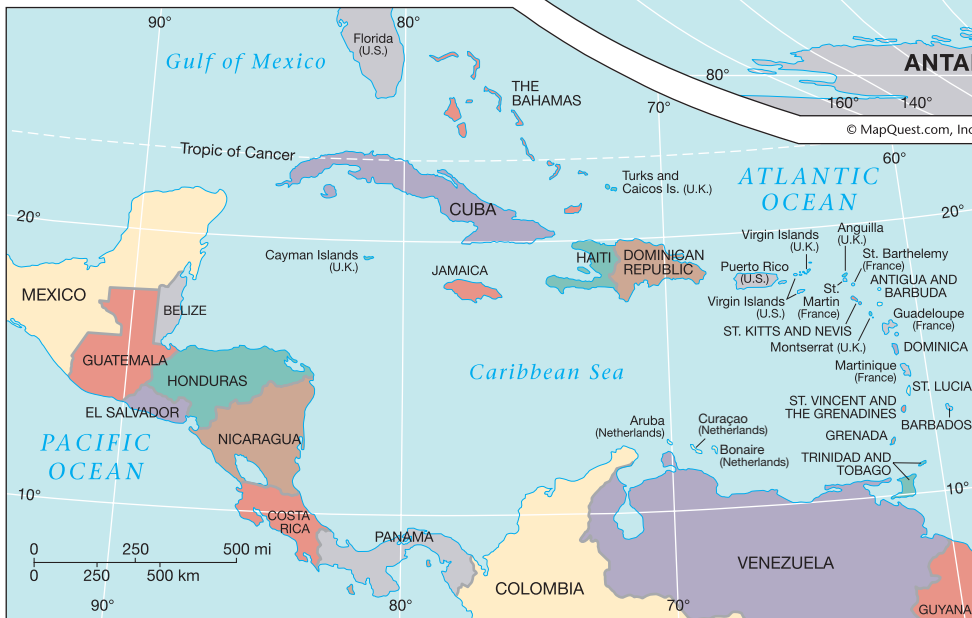 90°
80°
Florida
(U.S.)
Gulf of Mexico
THE
BAHAMAS
80°
ANTA
160°
140°
70°
© MapQuest.com, Inc
Tropic of Cancer
60°
Turks and
Caicos Is. (U.K.)
ATLANTIC
OCEAN
20°
CUBA
20°
Cayman Islands
(U.K.)
JAMAICA
HAITI
DOMINICAN
REPUBLIC
Puerto Rico
(U.S.)
Virgin Islands
(U.K.)
Anguilla
(U.K.)
St. Barthelemy
(France)
ANTIGUA AND
BARBUDA
Virgin Islands
(U.S.)
St.
Martin
(France)
ST. KITTS AND NEVIS
Guadeloupe
(France)
Montserrat (U.K.)
DOMINICA
Martinique
(France)
ST. LUCIA
ST. VINCENT AND
THE GRENADINES
BARBADOS
GRENADA
TRINIDAD AND
TOBAGO
MEXICO
BELIZE
GUATEMALA
HONDURAS
EL SALVADOR
NICARAGUA
Caribbean Sea
PACIFIC
OCEAN
Aruba
(Netherlands)
Curaçao
(Netherlands)
Bonaire
(Netherlands)
10°
10°
COSTA
RICA
PANAMA
COLOMBIA
VENEZUELA
GUYANA
0 250 500 mi
0 250 500 km
90°
80°
70°